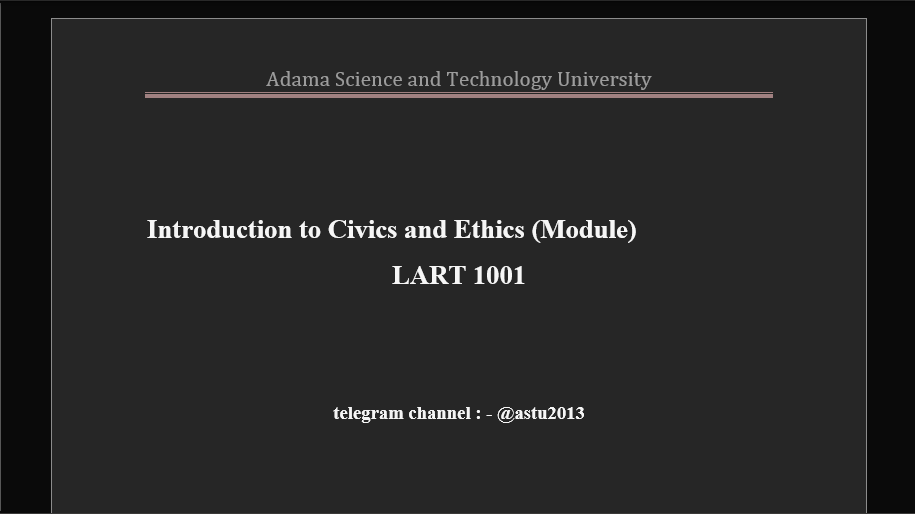 Adama Science and Technology University
Introduction to Civics and Ethics (Module)
LART 1001
telegram channel : - @astu2013